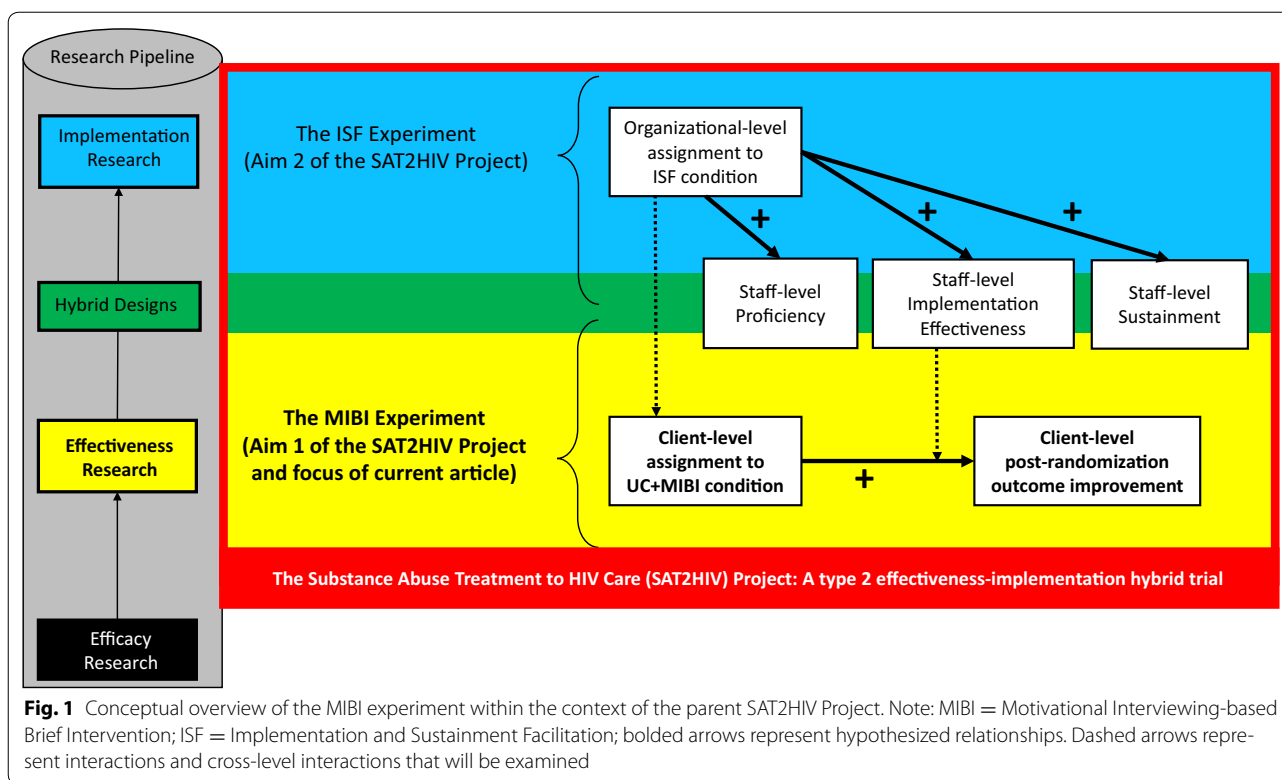 Research Pipeline
Implementation
Research
Hybrid Designs
Effectiveness
Research
Efficacy
Research
The ISF Experiment
(Aim 2 of the SAT2HIV Project)
Organizational-level
assignment to
ISF condition
+
+
+
Staff-level
Proficiency
Staff-level
Implementation
Effectiveness
Staff-level
Sustainment
The MIBI Experiment
(Aim 1 of the SAT2HIV Project
and focus of current article)
Client-level
assignment to
UC+MIBI condition
+
Client-level
post-randomization
outcome improvement
The Substance Abuse Treatment to HIV Care (SAT2HIV) Project: A type 2 effectiveness-implementation hybrid trial
Fig. 1 Conceptual overview of the MIBI experiment within the context of the parent SAT2HIV Project. Note: MIBI = Motivational Interviewing-based
Brief Intervention; ISF = Implementation and Sustainment Facilitation; bolded arrows represent hypothesized relationships. Dashed arrows repre-
sent interactions and cross-level interactions that will be examined